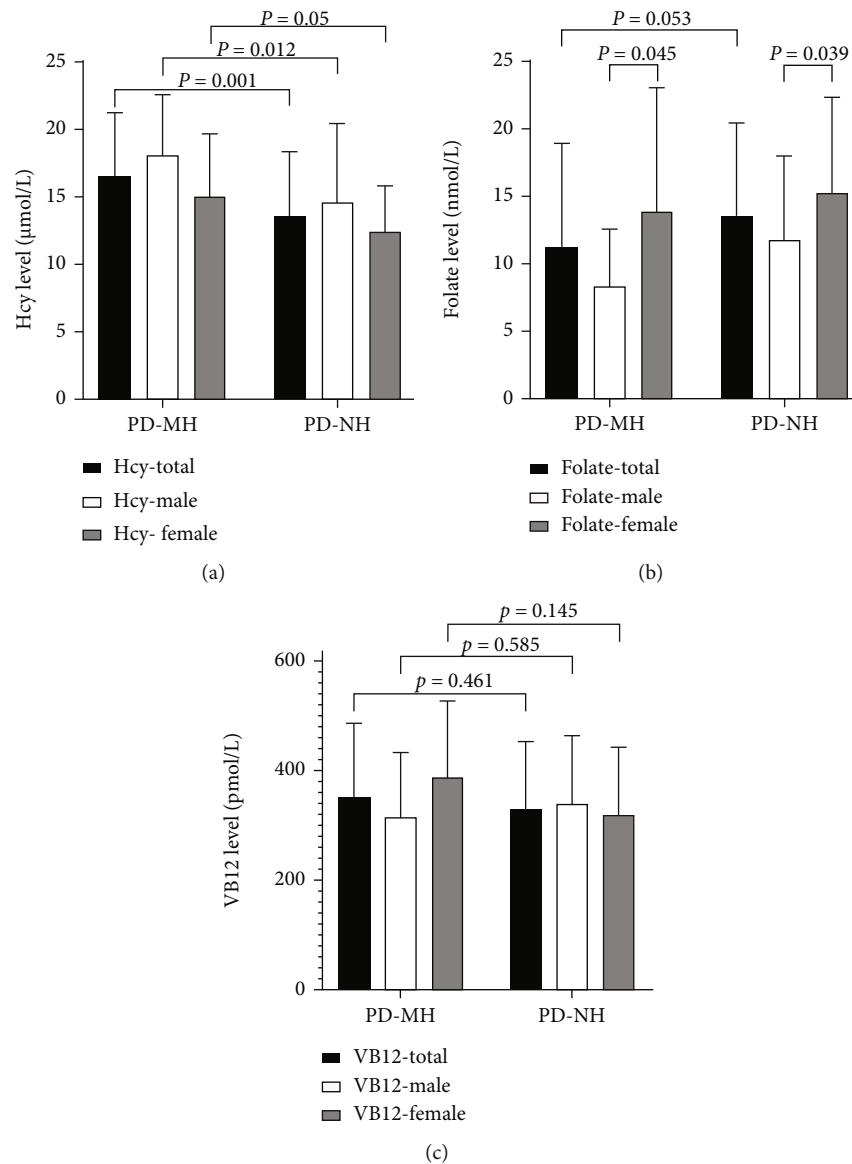 P = 0.05
P = 0.012
P = 0.001
25
20
15
10
5
0
Hcy level (μmol/L)
PD-MH
PD-NH
Hcy-total
Hcy-male
Hcy- female
(a)
P = 0.053
P = 0.045
P = 0.039
25
20
15
10
5
0
Folate level (nmol/L)
PD-MH
PD-NH
Folate-total
Folate-male
Folate-female
(b)
p = 0.145
p = 0.585
p = 0.461
600
400
200
0
VB12 level (pmol/L)
PD-MH
PD-NH
VB12-total
VB12-male
VB12-female
(c)